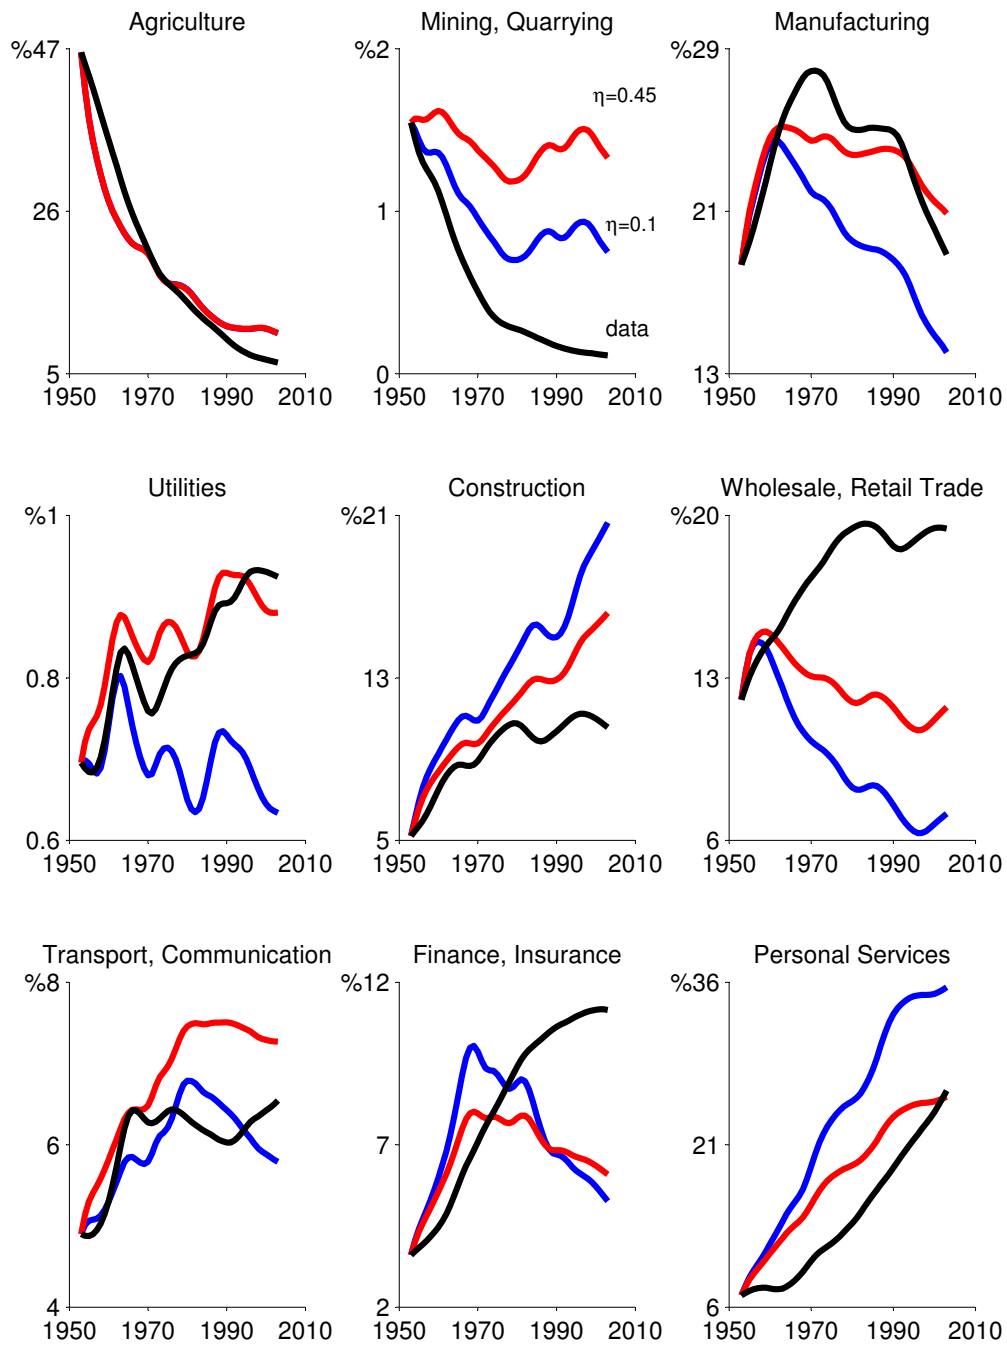 Agriculture
%47
26
5
1950 1970 1990 2010
Mining, Quarrying
%2
η=0.45
1
η=0.1
data
0
1950 1970 1990 2010
Manufacturing
%29
21
13
1950 1970 1990 2010
Utilities
%1
0.8
0.6
1950 1970 1990 2010
Construction
%21
13
5
1950 1970 1990 2010
Wholesale, Retail Trade
%20
13
6
1950 1970 1990 2010
Transport, Communication
%8
6
4
1950 1970 1990 2010
Finance, Insurance
%12
7
2
1950 1970 1990 2010
Personal Services
%36
21
6
1950 1970 1990 2010